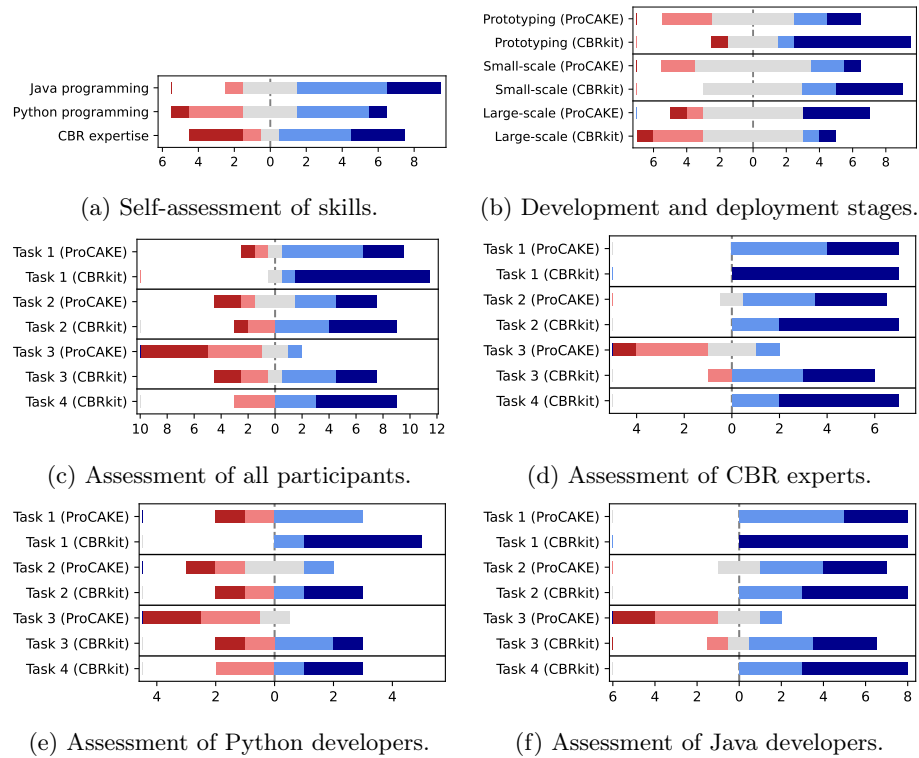 Java programming
Python programming
CBR expertise
6 4 2 0 2 4 6 8
(a) Self-assessment of skills.
Prototyping (ProCAKE)
Prototyping (CBRkit)
Small-scale (ProCAKE)
Small-scale (CBRkit)
Large-scale (ProCAKE)
Large-scale (CBRkit)
6 4 2 0 2 4 6 8
(b) Development and deployment stages.
Task 1 (ProCAKE)
Task 1 (CBRkit)
Task 2 (ProCAKE)
Task 2 (CBRkit)
Task 3 (ProCAKE)
Task 3 (CBRkit)
Task 4 (CBRkit)
10 8 6 4 2 0 2 4 6 8 10 12
(c) Assessment of all participants.
Task 1 (ProCAKE)
Task 1 (CBRkit)
Task 2 (ProCAKE)
Task 2 (CBRkit)
Task 3 (ProCAKE)
Task 3 (CBRkit)
Task 4 (CBRkit)
4 2 0 2 4 6
(d) Assessment of CBR experts.
Task 1 (ProCAKE)
Task 1 (CBRkit)
Task 2 (ProCAKE)
Task 2 (CBRkit)
Task 3 (ProCAKE)
Task 3 (CBRkit)
Task 4 (CBRkit)
4 2 0 2 4
(e) Assessment of Python developers.
Task 1 (ProCAKE)
Task 1 (CBRkit)
Task 2 (ProCAKE)
Task 2 (CBRkit)
Task 3 (ProCAKE)
Task 3 (CBRkit)
Task 4 (CBRkit)
6 4 2 0 2 4 6 8
(f) Assessment of Java developers.